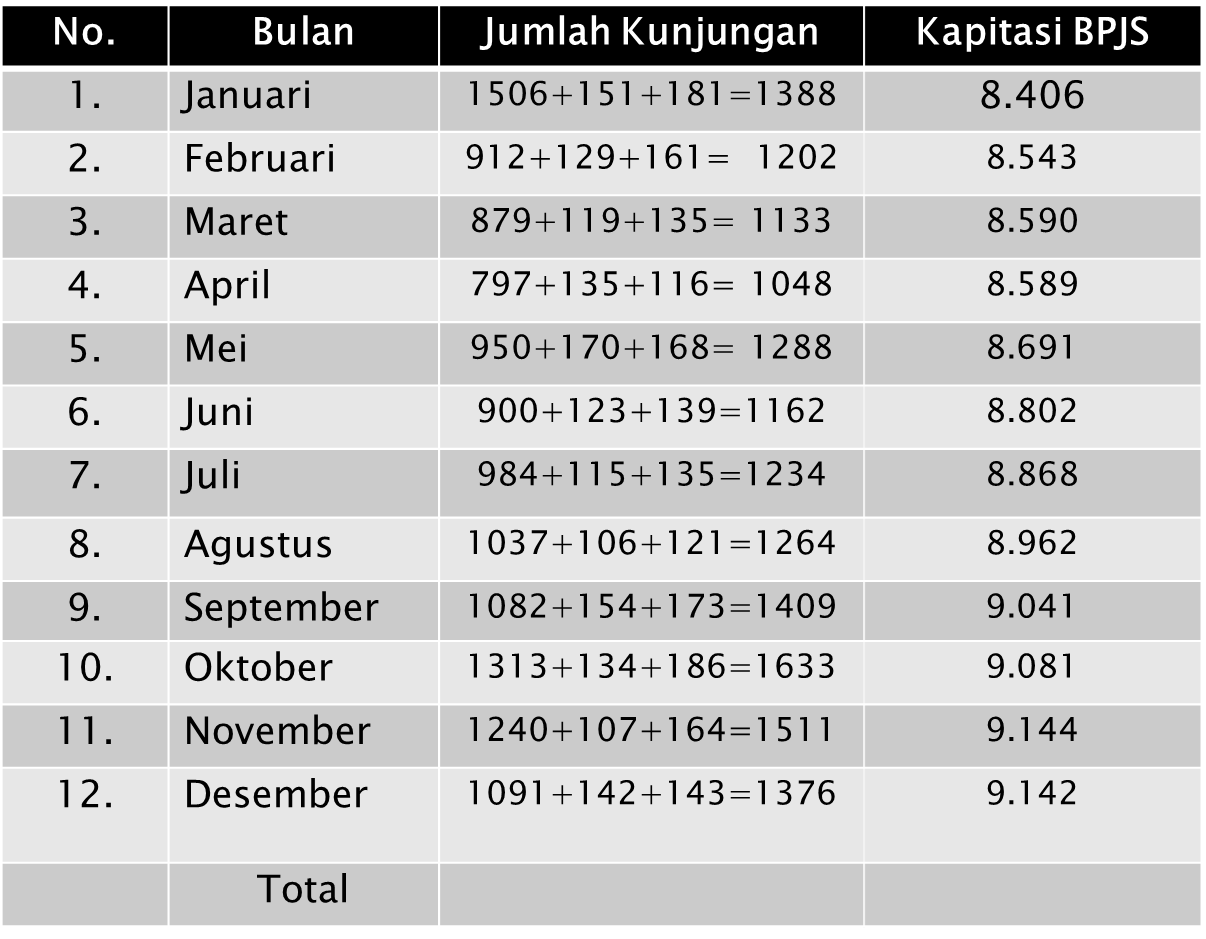 No. Bulan Jumlah Kunjungan Kapitasi BPJS
1. Januari 1506+151+181=1388 8.406
2. Februari 912+129+161= 1202 8.543
3. Maret 879+119+135= 1133 8.590
4. April 797+135+116= 1048 8.589
5. Mei 950+170+168= 1288 8.691
6. Juni 900+123+139=1162 8.802
7. Juli 984+115+135=1234 8.868
8. Agustus 1037+106+121=1264 8.962
9. September 1082+154+173=1409 9.041
10. Oktober 1313+134+186=1633 9.081
11. November 1240+107+164=1511 9.144
12. Desember 1091+142+143=1376 9.142
Total